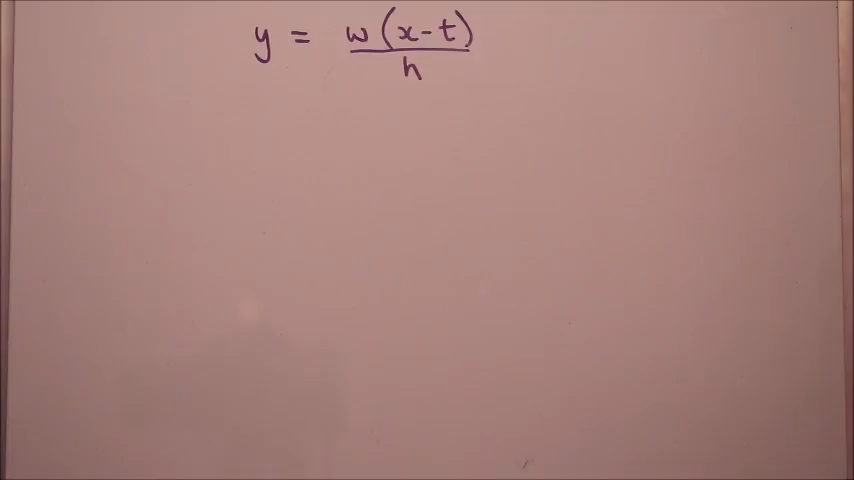 y = w(x-t)
h